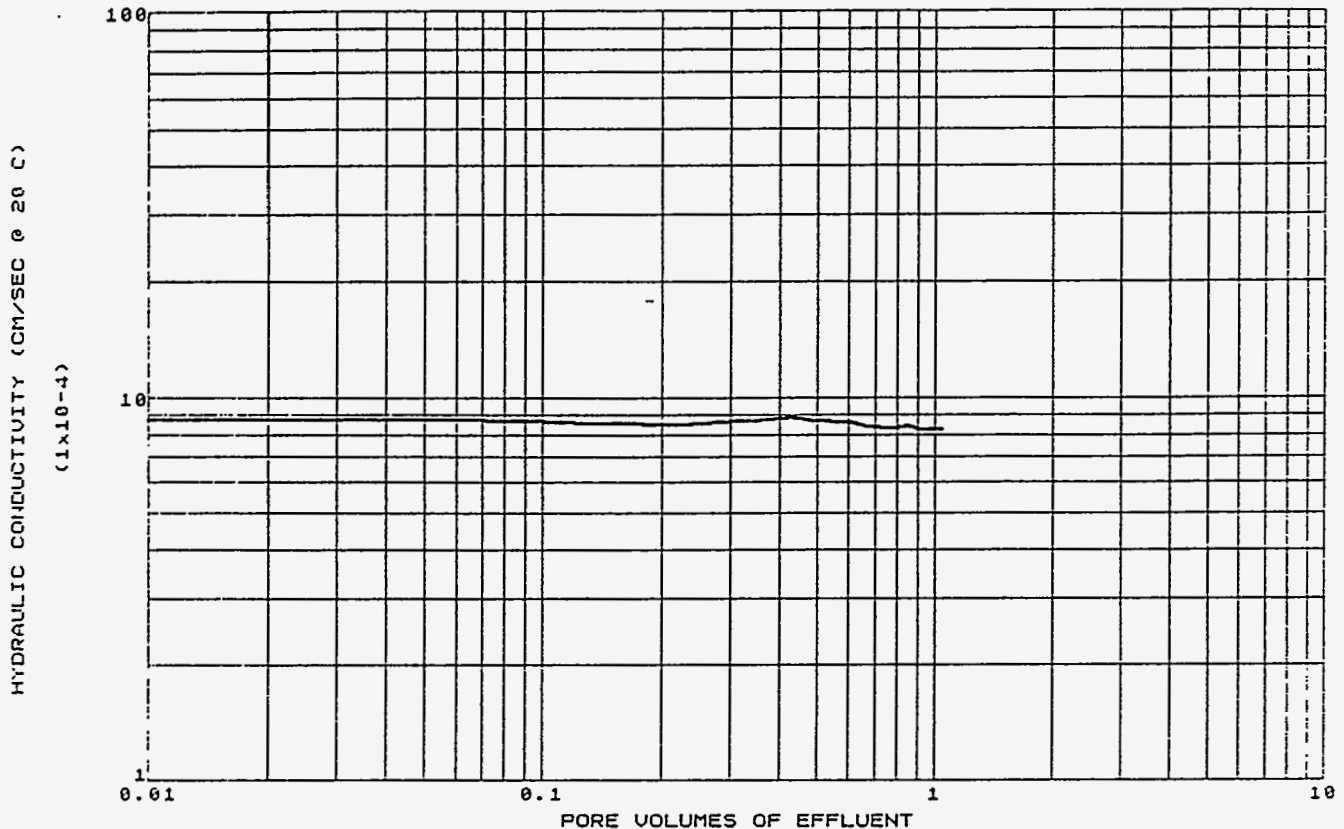 HYDRAULIC CONDUCTIVITY (CM/SEC @ 20 C)
(1x10-4)
100
10
1
0.01
0.1
1
10
PORE VOLUMES OF EFFLUENT